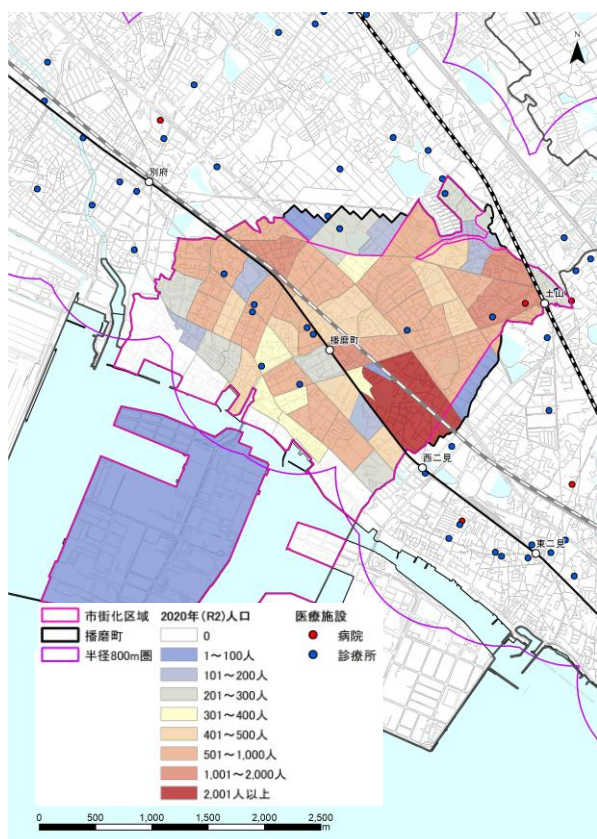 N
別府
土山
播磨町
西二見
東二見
市街化区域
播磨町
半径800m圏
2020年(R2)人口
0
1～100人
101～200人
201～300人
301～400人
401～500人
501～1,000人
1,001～2,000人
2,001人以上
医療施設
病院
診療所
0 500 1,000 1,500 2,000 2,500
m